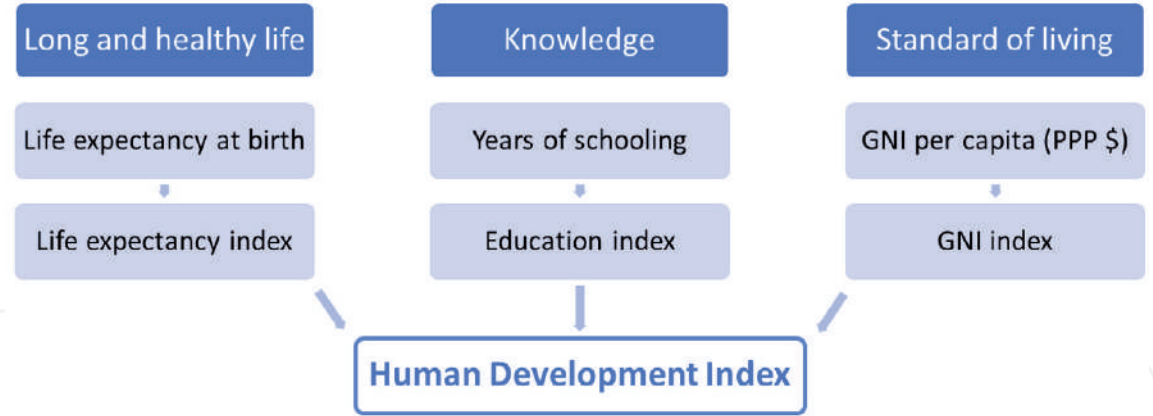 Long and healthy life
Knowledge
Standard of living
Life expectancy at birth
Years of schooling
GNI per capita (PPP $)
Life expectancy index
Education index
GNI index
Human Development Index